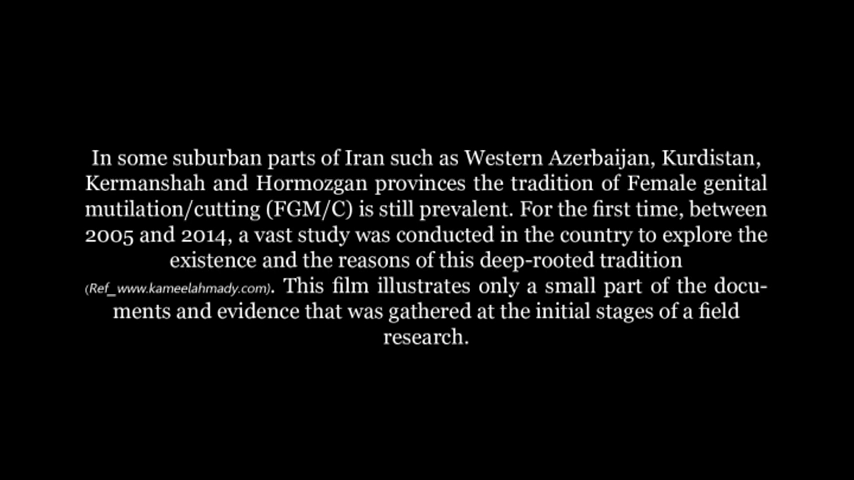 In some suburban parts of Iran such as Western Azerbaijan, Kurdistan,
Kermanshah and Hormozgan provinces the tradition of Female genital
mutilation/cutting (FGM/C) is still prevalent. For the first time, between
2005 and 2014, a vast study was conducted in the country to explore the
existence and the reasons of this deep-rooted tradition
(Ref_www.kameelahmady.com). This film illustrates only a small part of the docu-
ments and evidence that was gathered at the initial stages of a field
research.